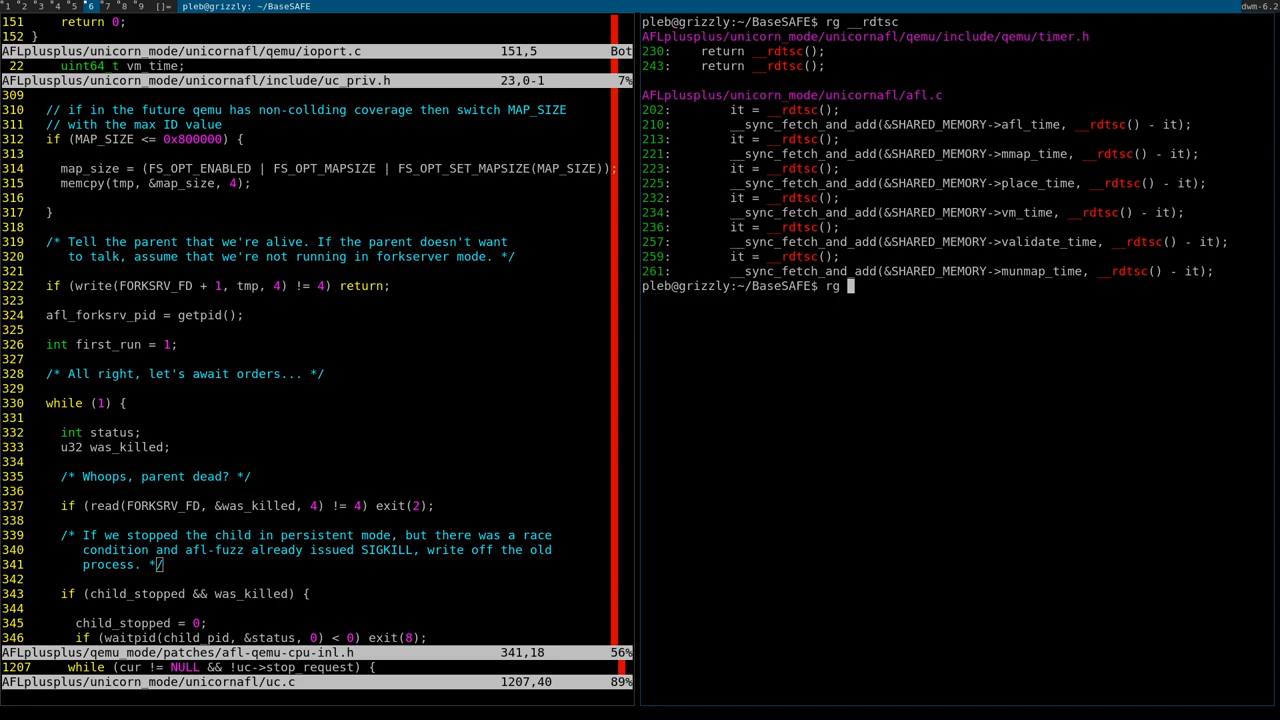 1 2 3 4 5 6 7 8 9 []= pleb@grizzly: ~/BaseSAFE dwm-6.2
151     return 0;
152 }
AFLplusplus/unicorn_mode/unicornafl/qemu/ioport.c 151,5 Bot
22     uint64_t vm_time;
AFLplusplus/unicorn_mode/unicornafl/include/uc_priv.h 23,0-1 7%
309
310   // if in the future qemu has non-collding coverage then switch MAP_SIZE
311   // with the max ID value
312   if (MAP_SIZE <= 0x800000) {
313
314     map_size = (FS_OPT_ENABLED | FS_OPT_MAPSIZE | FS_OPT_SET_MAPSIZE(MAP_SIZE));
315     memcpy(tmp, &map_size, 4);
316
317   }
318
319   /* Tell the parent that we're alive. If the parent doesn't want
320      to talk, assume that we're not running in forkserver mode. */
321
322   if (write(FORKSRV_FD + 1, tmp, 4) != 4) return;
323
324   afl_forksrv_pid = getpid();
325
326   int first_run = 1;
327
328   /* All right, let's await orders... */
329
330   while (1) {
331
332     int status;
333     u32 was_killed;
334
335     /* Whoops, parent dead? */
336
337     if (read(FORKSRV_FD, &was_killed, 4) != 4) exit(2);
338
339     /* If we stopped the child in persistent mode, but there was a race
340        condition and afl-fuzz already issued SIGKILL, write off the old
341        process. */
342
343     if (child_stopped && was_killed) {
344
345       child_stopped = 0;
346       if (waitpid(child_pid, &status, 0) < 0) exit(8);
AFLplusplus/qemu_mode/patches/afl-qemu-cpu-inl.h 341,18 56%
1207     while (cur != NULL && !uc->stop_request) {
AFLplusplus/unicorn_mode/unicornafl/uc.c 1207,40 89%
pleb@grizzly:~/BaseSAFE$ rg __rdtsc
AFLplusplus/unicorn_mode/unicornafl/qemu/include/qemu/timer.h
230:    return __rdtsc();
243:    return __rdtsc();

AFLplusplus/unicorn_mode/unicornafl/afl.c
202:        it = __rdtsc();
210:        __sync_fetch_and_add(&SHARED_MEMORY->afl_time, __rdtsc() - it);
213:        it = __rdtsc();
221:        __sync_fetch_and_add(&SHARED_MEMORY->mmap_time, __rdtsc() - it);
223:        it = __rdtsc();
225:        __sync_fetch_and_add(&SHARED_MEMORY->place_time, __rdtsc() - it);
232:        it = __rdtsc();
234:        __sync_fetch_and_add(&SHARED_MEMORY->vm_time, __rdtsc() - it);
236:        it = __rdtsc();
257:        __sync_fetch_and_add(&SHARED_MEMORY->validate_time, __rdtsc() - it);
259:        it = __rdtsc();
261:        __sync_fetch_and_add(&SHARED_MEMORY->munmap_time, __rdtsc() - it);
pleb@grizzly:~/BaseSAFE$ rg